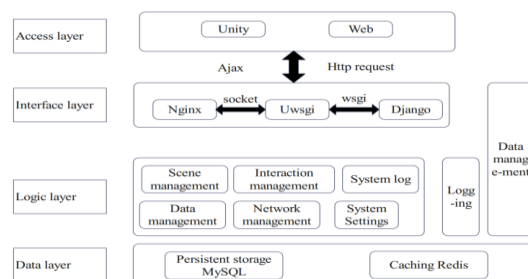 Access layer
Unity
Web
Ajax
Http request
Interface layer
Nginx
socket
Uwsgi
wsgi
Django
Data
manag
e-ment
Logic layer
Scene
management
Interaction
management
System log
Data
management
Network
management
System
Settings
Logg
-ing
Data layer
Persistent storage
MySQL
Caching Redis